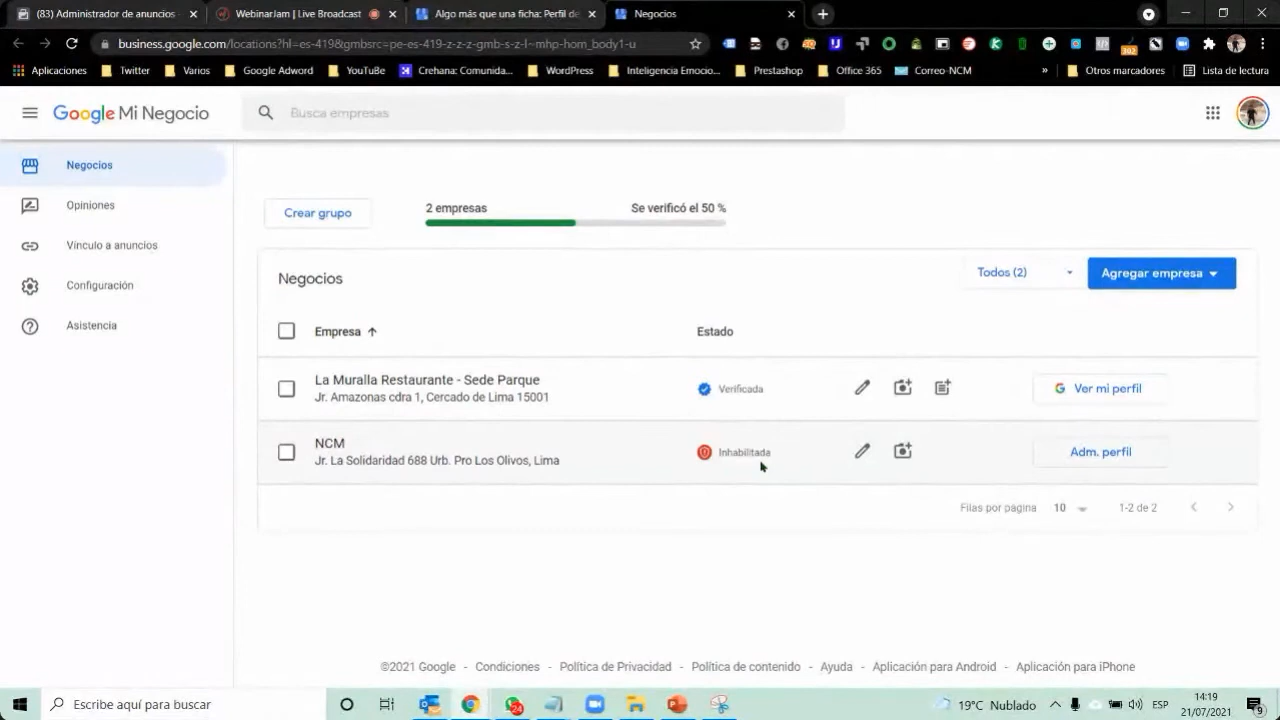 (83) Administrador de anuncios
WebinarJam | Live Broadcast
Algo más que una ficha: Perfil de
Negocios
business.google.com/locations?hl=es-419&gmbsrc=pe-es-419-z-z-z-gmb-s-z-l~mhp-hom_body1-u
302
Aplicaciones
Twitter
Varios
Google Adword
YouTube
Crehana: Comunida...
WordPress
Inteligencia Emocio...
Prestashop
Office 365
Correo-NCM
»
Otros marcadores
Lista de lectura
Google Mi Negocio
Busca empresas
Negocios
Opiniones
Vínculo a anuncios
Configuración
Asistencia
Crear grupo
2 empresas
Se verificó el 50 %
Negocios
Todos (2)
Agregar empresa
Empresa
Estado
La Muralla Restaurante - Sede Parque
Jr. Amazonas cdra 1, Cercado de Lima 15001
Verificada
Ver mi perfil
NCM
Jr. La Solidaridad 688 Urb. Pro Los Olivos, Lima
Inhabilitada
Adm. perfil
Filas por página
10
1-2 de 2
©2021 Google - Condiciones - Política de Privacidad - Política de contenido - Ayuda - Aplicación para Android - Aplicación para iPhone
Escribe aquí para buscar
24
19°C Nublado
ESP
14:19
21/07/2021
9